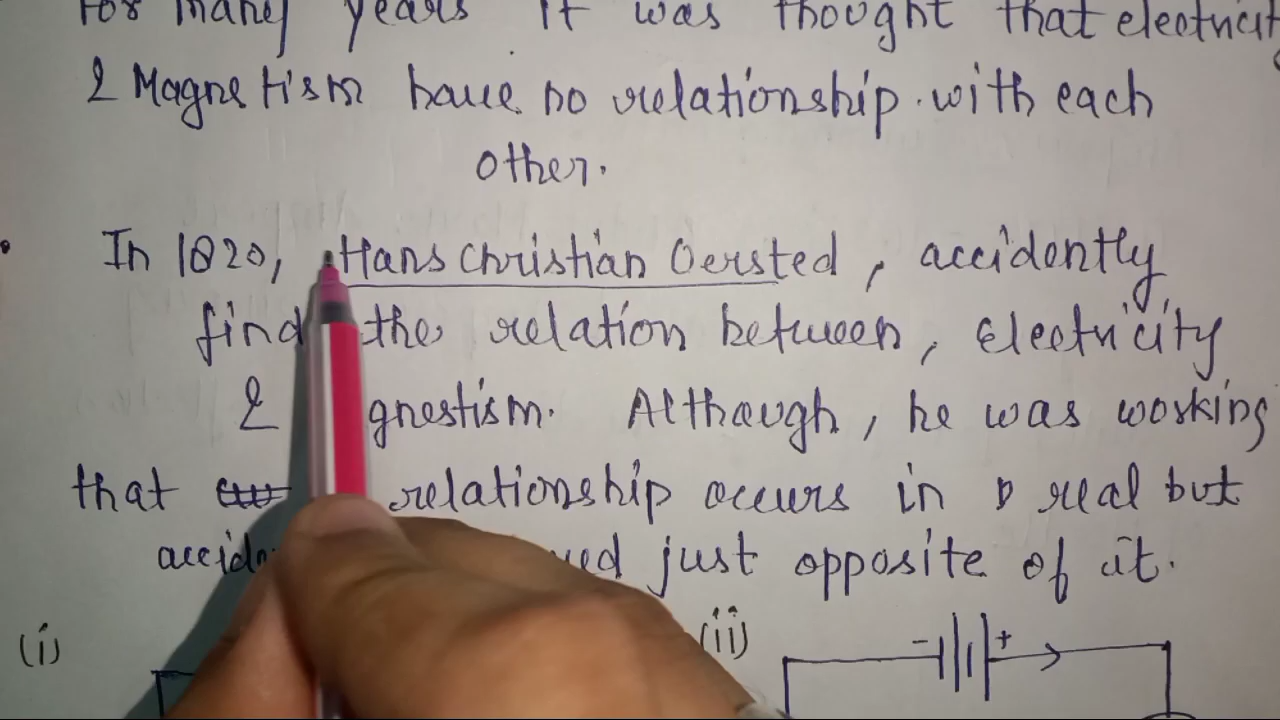 For many years it was thought that electricit
& Magnetism have no relationship with each
other.
In 1820, Hans Christian Oersted, accidently
find the relation between, Electricity
& gnestism. Although, he was working
that relationship occurs in real but
just opposite of it.
(i) (ii) - +